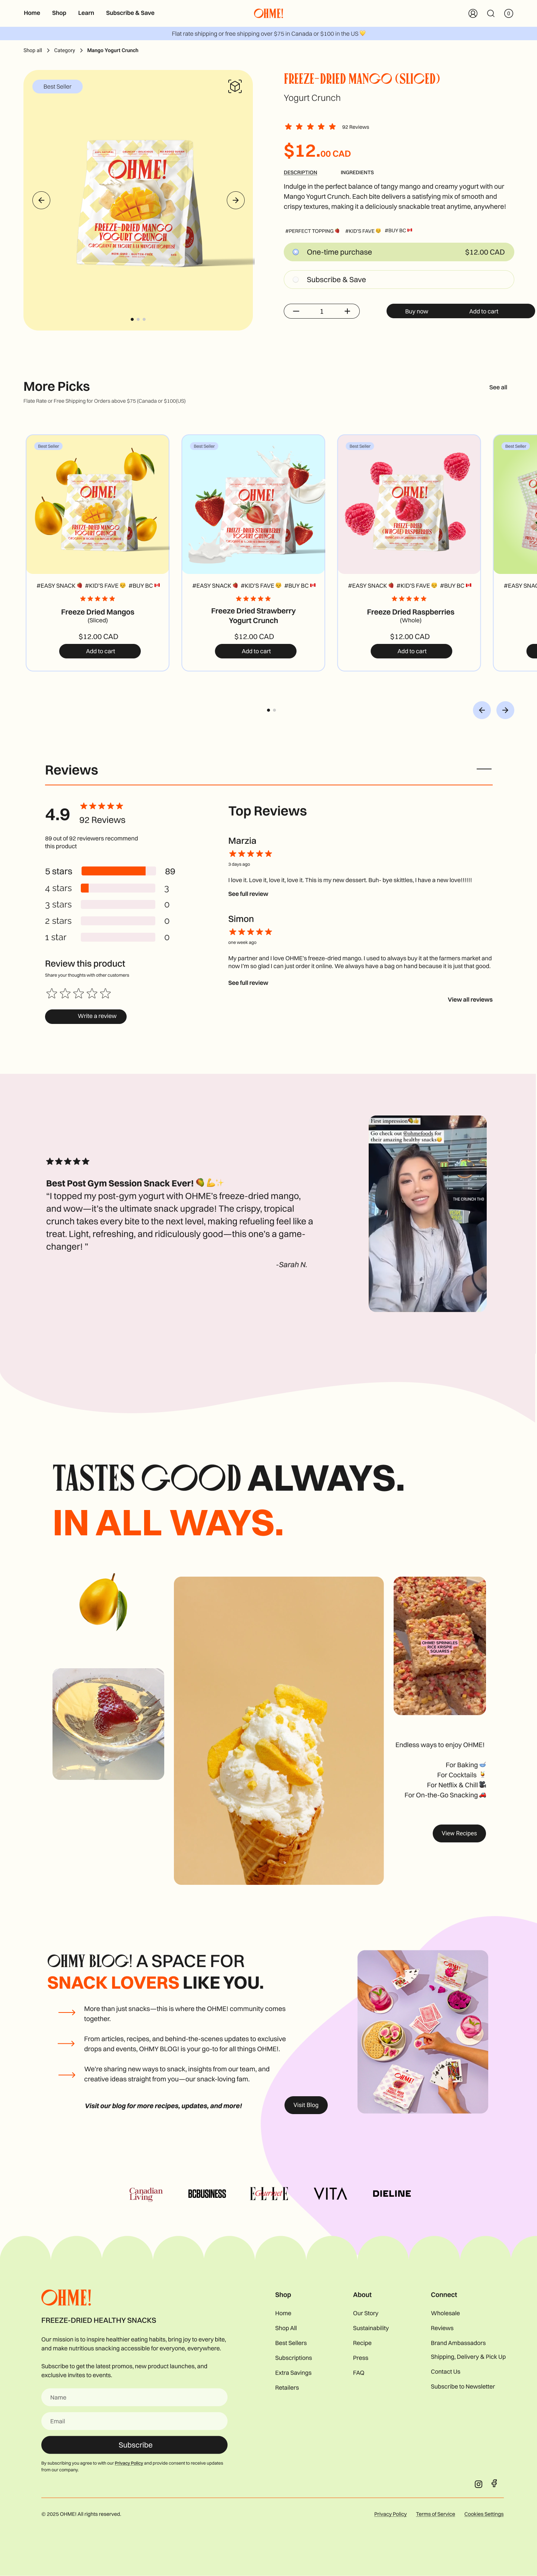 Home Shop Learn Subscribe & Save
OHME!
0
Flat rate shipping or free shipping over $75 in Canada or $100 in the US 💛
Shop all > Category > Mango Yogurt Crunch
Best Seller
OHME!
FREEZE-DRIED MANGO
YOGURT CRUNCH
FREEZE-DRIED MANGO (SLICED)
Yogurt Crunch
92 Reviews
$12.00 CAD
DESCRIPTION INGREDIENTS
Indulge in the perfect balance of tangy mango and creamy yogurt with our
Mango Yogurt Crunch. Each bite delivers a satisfying mix of smooth and
crispy textures, making it a deliciously snackable treat anytime, anywhere!
#PERFECT TOPPING #KID'S FAVE #BUY BC
One-time purchase $12.00 CAD
Subscribe & Save
1
Buy now Add to cart
More Picks
See all
Flate Rate or Free Shipping for Orders above $75 (Canada or $100(US)
Best Seller
OHME!
FREEZE-DRIED MANGO
YOGURT CRUNCH
#EASY SNACK #KID'S FAVE #BUY BC
Freeze Dried Mangos
(Sliced)
$12.00 CAD
Add to cart
Best Seller
OHME!
FREEZE-DRIED STRAWBERRY
YOGURT CRUNCH
#EASY SNACK #KID'S FAVE #BUY BC
Freeze Dried Strawberry
Yogurt Crunch
$12.00 CAD
Add to cart
Best Seller
OHME!
FREEZE-DRIED
(WHOLE) RASPBERRIES
#EASY SNACK #KID'S FAVE #BUY BC
Freeze Dried Raspberries
(Whole)
$12.00 CAD
Add to cart
Best Seller
#EASY SNAC
Reviews
4.9
92 Reviews
89 out of 92 reviewers recommend
this product
5 stars 89
4 stars 3
3 stars 0
2 stars 0
1 star 0
Review this product
Share your thoughts with other customers
Write a review
Top Reviews
Marzia
3 days ago
I love it. Love it, love it, love it. This is my new dessert. Buh- bye skittles, I have a new love!!!!!!!
See full review
Simon
one week ago
My partner and I love OHME's freeze-dried mango. I used to always buy it at the farmers market and
now I'm so glad I can just order it online. We always have a bag on hand because it is just that good.
See full review
View all reviews
Best Post Gym Session Snack Ever! 🥭💪✨
"I topped my post-gym yogurt with OHME's freeze-dried mango,
and wow—it's the ultimate snack upgrade! The crispy, tropical
crunch takes every bite to the next level, making refueling feel like a
treat. Light, refreshing, and ridiculously good—this one's a game-
changer! "
-Sarah N.
First impression
Go check out @ohmefoods for
their amazing healthy snacks
THE CRUNCH THO
TASTES GOOD ALWAYS.
IN ALL WAYS.
OHME! SPRINKLES
RICE KRISPIE
SQUARES
Endless ways to enjoy OHME!
For Baking
For Cocktails
For Netflix & Chill
For On-the-Go Snacking
View Recipes
OHMY BLOG! A SPACE FOR
SNACK LOVERS LIKE YOU.
More than just snacks—this is where the OHME! community comes
together.
From articles, recipes, and behind-the-scenes updates to exclusive
drops and events, OHMY BLOG! is your go-to for all things OHME!.
We're sharing new ways to snack, insights from our team, and
creative ideas straight from you—our snack-loving fam.
Visit our blog for more recipes, updates, and more!
Visit Blog
Canadian
Living
BCBUSINESS
ELLE
Gourmet
VITA
DIELINE
OHME!
FREEZE-DRIED HEALTHY SNACKS
Our mission is to inspire healthier eating habits, bring joy to every bite,
and make nutritious snacking accessible for everyone, everywhere.
Subscribe to get the latest promos, new product launches, and
exclusive invites to events.
Name
Email
Subscribe
By subscribing you agree to with our Privacy Policy and provide consent to receive updates
from our company.
Shop
Home
Shop All
Best Sellers
Subscriptions
Extra Savings
Retailers
About
Our Story
Sustainability
Recipe
Press
FAQ
Connect
Wholesale
Reviews
Brand Ambassadors
Shipping, Delivery & Pick Up
Contact Us
Subscribe to Newsletter
© 2025 OHME! All rights reserved.
Privacy Policy Terms of Service Cookies Settings